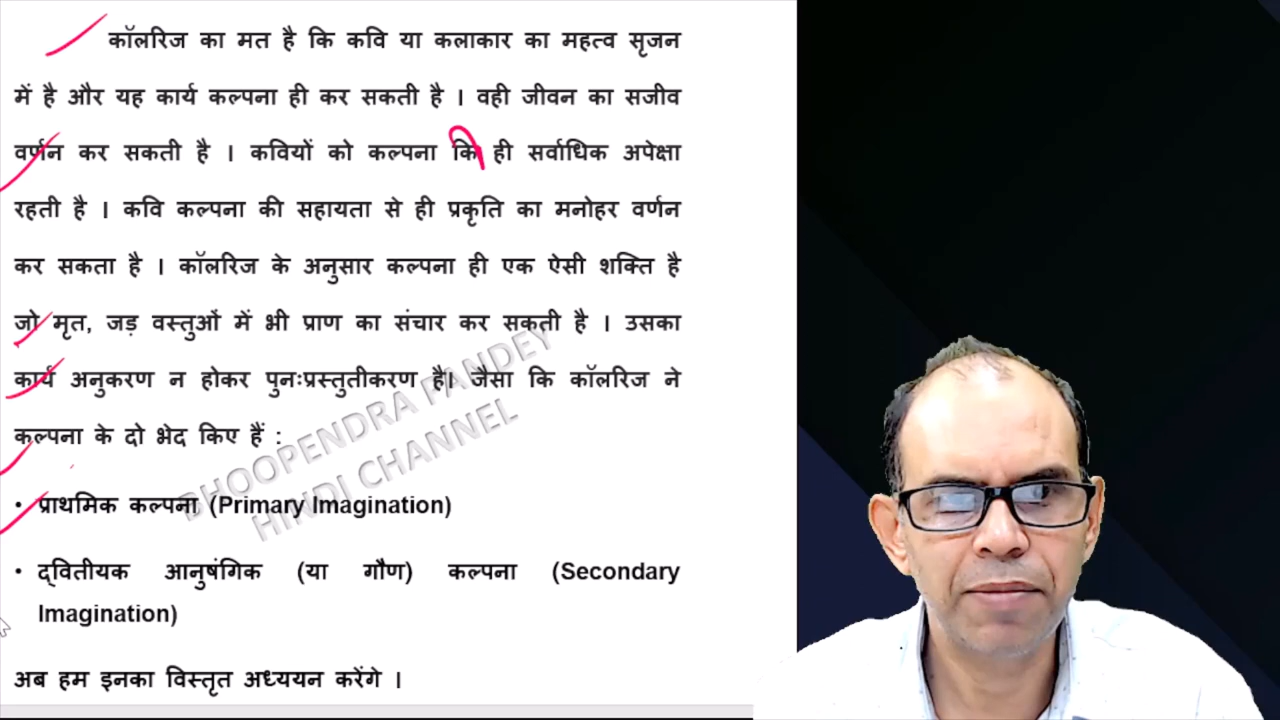 कॉलरिज का मत है कि कवि या कलाकार का महत्व सृजन
में है और यह कार्य कल्पना ही कर सकती है । वही जीवन का सजीव
वर्णन कर सकती है । कवियों को कल्पना कि ही सर्वाधिक अपेक्षा
रहती है । कवि कल्पना की सहायता से ही प्रकृति का मनोहर वर्णन
कर सकता है । कॉलरिज के अनुसार कल्पना ही एक ऐसी शक्ति है
जो मृत, जड़ वस्तुओं में भी प्राण का संचार कर सकती है । उसका
कार्य अनुकरण न होकर पुनःप्रस्तुतीकरण है। जैसा कि कॉलरिज ने
कल्पना के दो भेद किए हैं :
• प्राथमिक कल्पना (Primary Imagination)
• द्वितीयक आनुषंगिक (या गौण) कल्पना (Secondary
Imagination)
अब हम इनका विस्तृत अध्ययन करेंगे ।
BHOOPENDRA PANDEY
HINDI CHANNEL